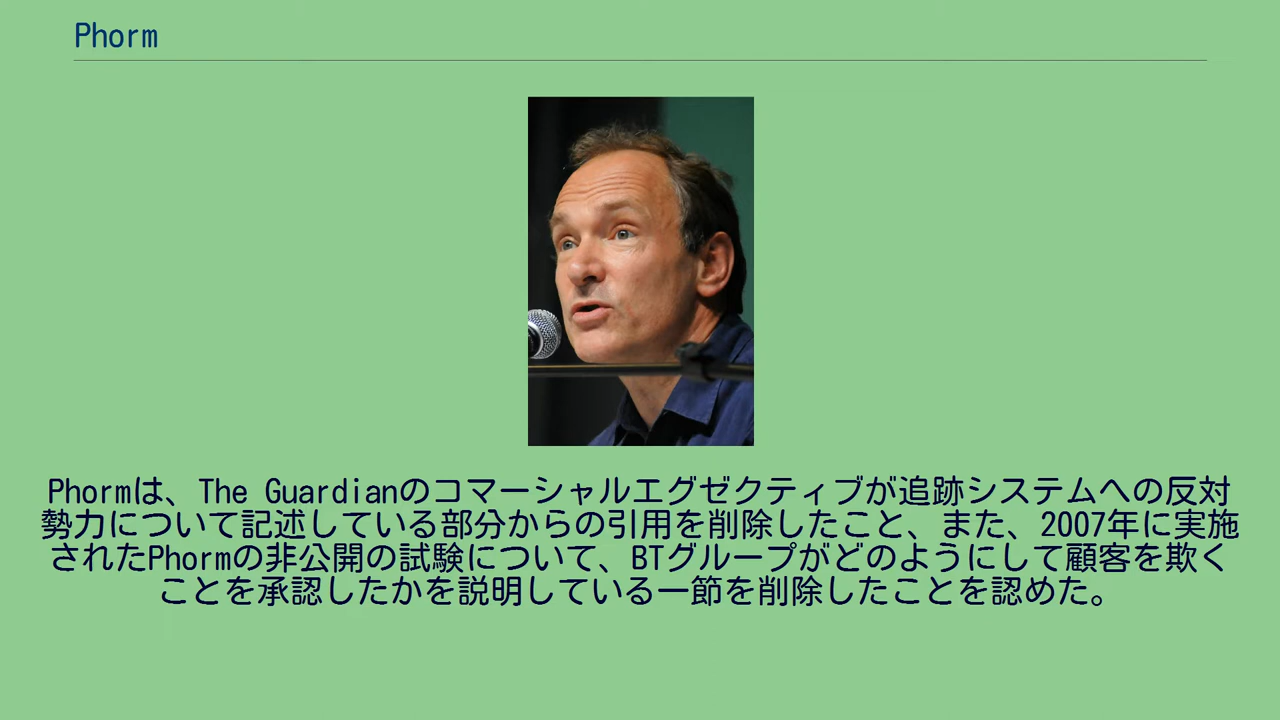 Phorm
Phormは、The Guardianのコマーシャルエグゼクティブが追跡システムへの反対
勢力について記述している部分からの引用を削除したこと、また、2007年に実施
されたPhormの非公開の試験について、BTグループがどのようにして顧客を欺く
ことを承認したかを説明している一節を削除したことを認めた。